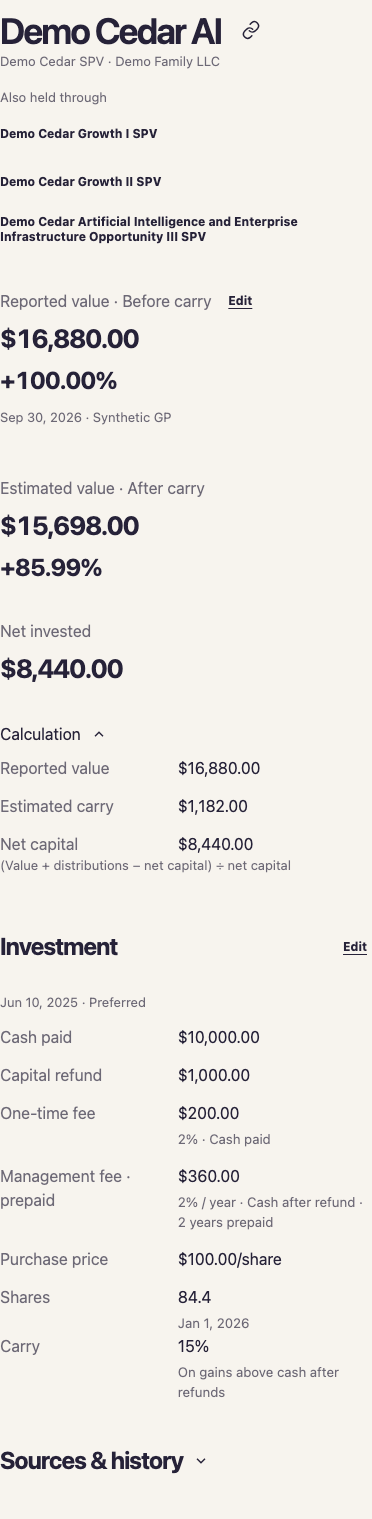 Demo Cedar AI
Demo Cedar SPV · Demo Family LLC
Also held through
Demo Cedar Growth I SPV
Demo Cedar Growth II SPV
Demo Cedar Artificial Intelligence and Enterprise
Infrastructure Opportunity III SPV
Reported value · Before carry Edit
$16,880.00
+100.00%
Sep 30, 2026 · Synthetic GP
Estimated value · After carry
$15,698.00
+85.99%
Net invested
$8,440.00
Calculation
Reported value $16,880.00
Estimated carry $1,182.00
Net capital $8,440.00
(Value + distributions − net capital) ÷ net capital
Investment Edit
Jun 10, 2025 · Preferred
Cash paid $10,000.00
Capital refund $1,000.00
One-time fee $200.00
2% · Cash paid
Management fee · $360.00
prepaid 2% / year · Cash after refund ·
2 years prepaid
Purchase price $100.00/share
Shares 84.4
Jan 1, 2026
Carry 15%
On gains above cash after
refunds
Sources & history